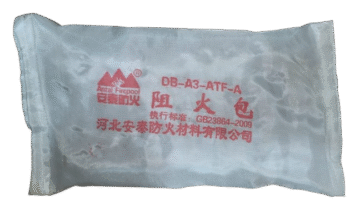 DB-A3-ATF-A
安泰防火
阻火包
执行标准: GB23864-2009
河北安泰防火材料有限公司